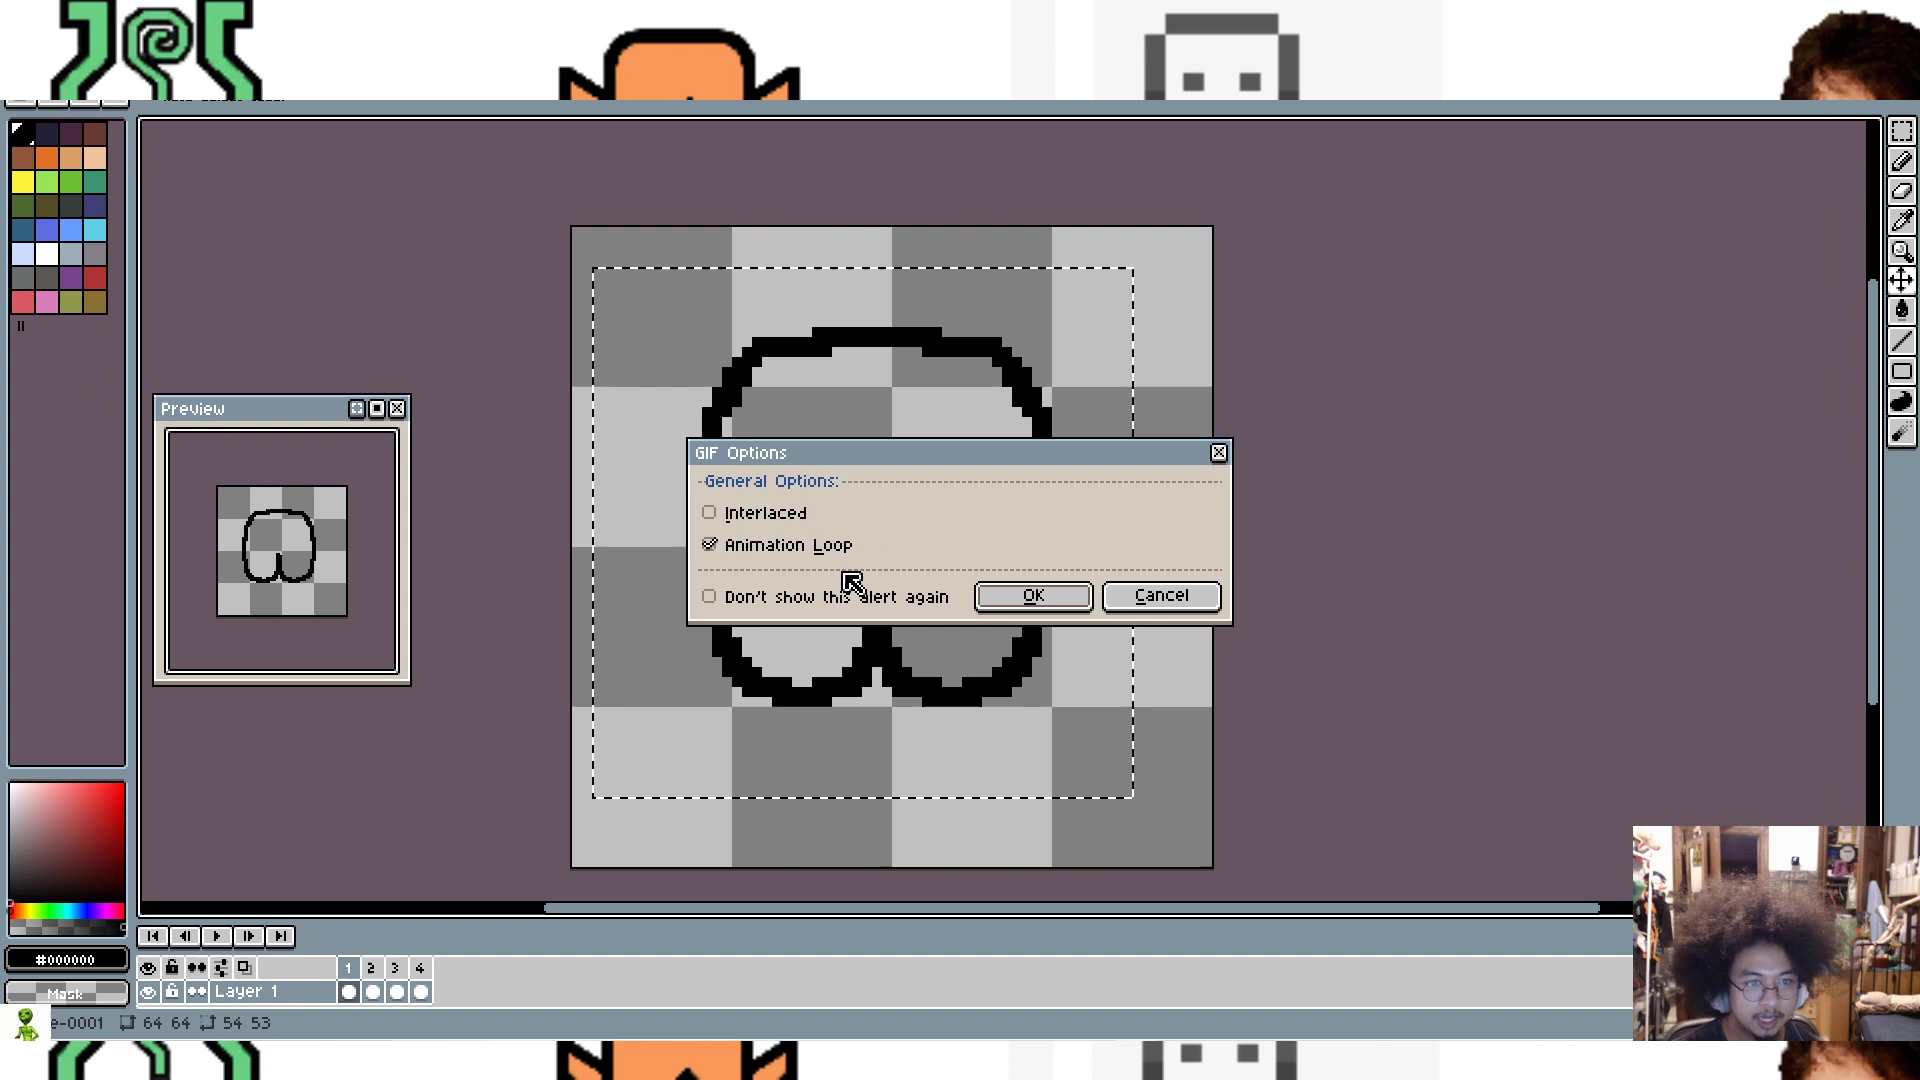 Preview
GIF Options
General Options:
Interlaced
Animation Loop
Don't show this alert again
OK
Cancel
#000000
Mask
1 2 3 4
Layer 1
e-0001 64 64 54 53